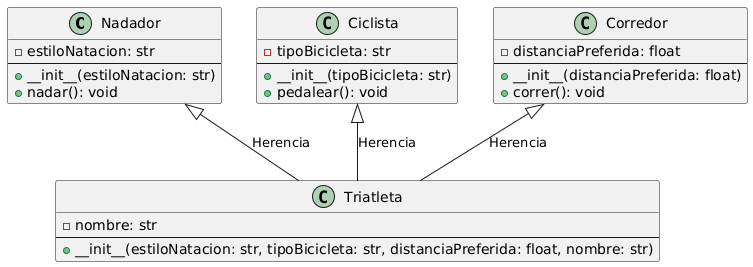 C Nadador
estiloNatacion: str
__init__(estiloNatacion: str)
nadar(): void
C Ciclista
tipoBicicleta: str
__init__(tipoBicicleta: str)
pedalear(): void
C Corredor
distanciaPreferida: float
__init__(distanciaPreferida: float)
correr(): void
Herencia
Herencia
Herencia
C Triatleta
nombre: str
__init__(estiloNatacion: str, tipoBicicleta: str, distanciaPreferida: float, nombre: str)